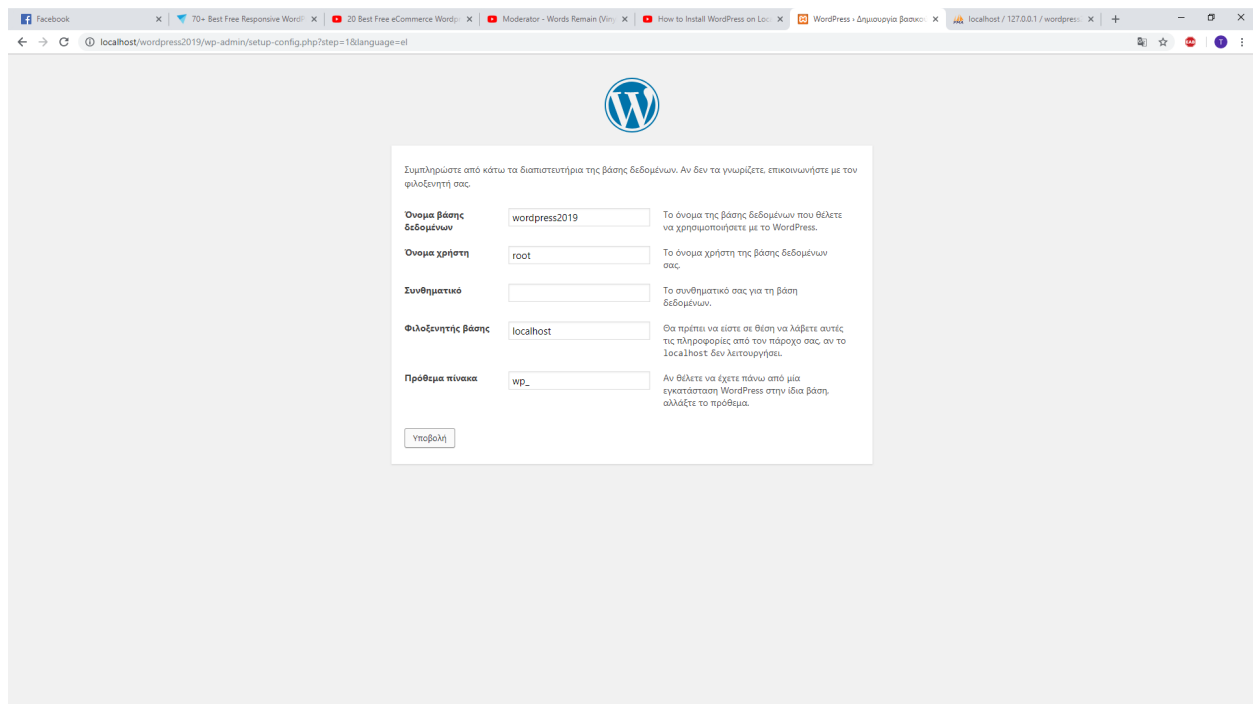 Facebook
70+ Best Free Responsive WordP
20 Best Free eCommerce Wordp
Moderator - Words Remain (Viny
How to Install WordPress on Loc
WordPress › Δημιουργία βασικο
localhost / 127.0.0.1 / wordpress
localhost/wordpress2019/wp-admin/setup-config.php?step=1&language=el
T
Συμπληρώστε από κάτω τα διαπιστευτήρια της βάσης δεδομένων. Αν δεν τα γνωρίζετε, επικοινωνήστε με τον
φιλοξενητή σας.
Όνομα βάσης
δεδομένων
wordpress2019
Το όνομα της βάσης δεδομένων που θέλετε
να χρησιμοποιήσετε με το WordPress.
Όνομα χρήστη
root
Το όνομα χρήστη της βάσης δεδομένων
σας.
Συνθηματικό
Το συνθηματικό σας για τη βάση
δεδομένων.
Φιλοξενητής βάσης
localhost
Θα πρέπει να είστε σε θέση να λάβετε αυτές
τις πληροφορίες από τον πάροχο σας, αν το
localhost δεν λειτουργήσει.
Πρόθεμα πίνακα
wp_
Αν θέλετε να έχετε πάνω από μία
εγκατάσταση WordPress στην ίδια βάση,
αλλάξτε το πρόθεμα.
Υποβολή